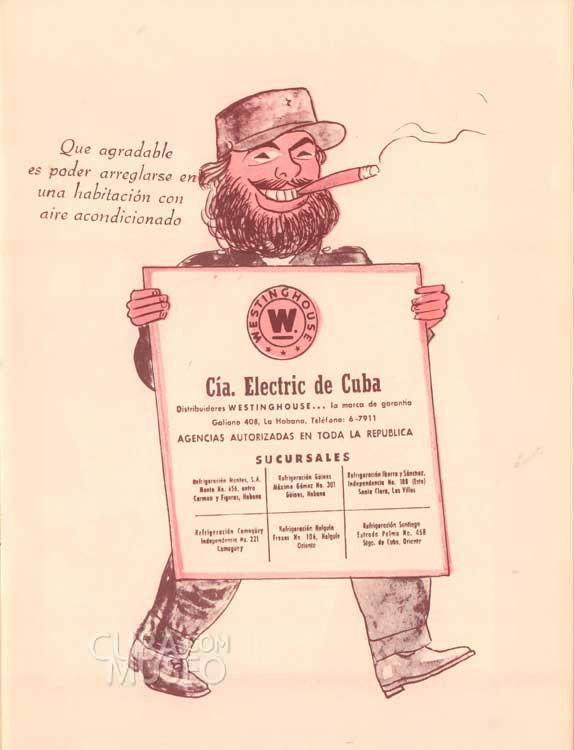 Que agradable
es poder arreglarse en
una habitación con
aire acondicionado
WESTINGHOUSE
W
Cía. Electric de Cuba
Distribuidores WESTINGHOUSE... la marca de garantía
Galiano 408, La Habana, Teléfono: 6-7911
AGENCIAS AUTORIZADAS EN TODA LA REPUBLICA
SUCURSALES
Refrigeración Montes, S.A.
Monte No. 656, entre
Carmen y Figuras, Habana
Refrigeración Güines
Máximo Gómez No. 301
Güines, Habana
Refrigeración Ibarra y Sánchez.
Independencia No. 108 (Este)
Santa Clara, Las Villas
Refrigeración Camagüey
Independencia No. 221
Camagüey
Refrigeración Holguín
Frexes No 106, Holguín
Oriente
Refrigeración Santiago
Estrada Palma No. 458
Stgo. de Cuba, Oriente
CUBA.COM
MUSEO